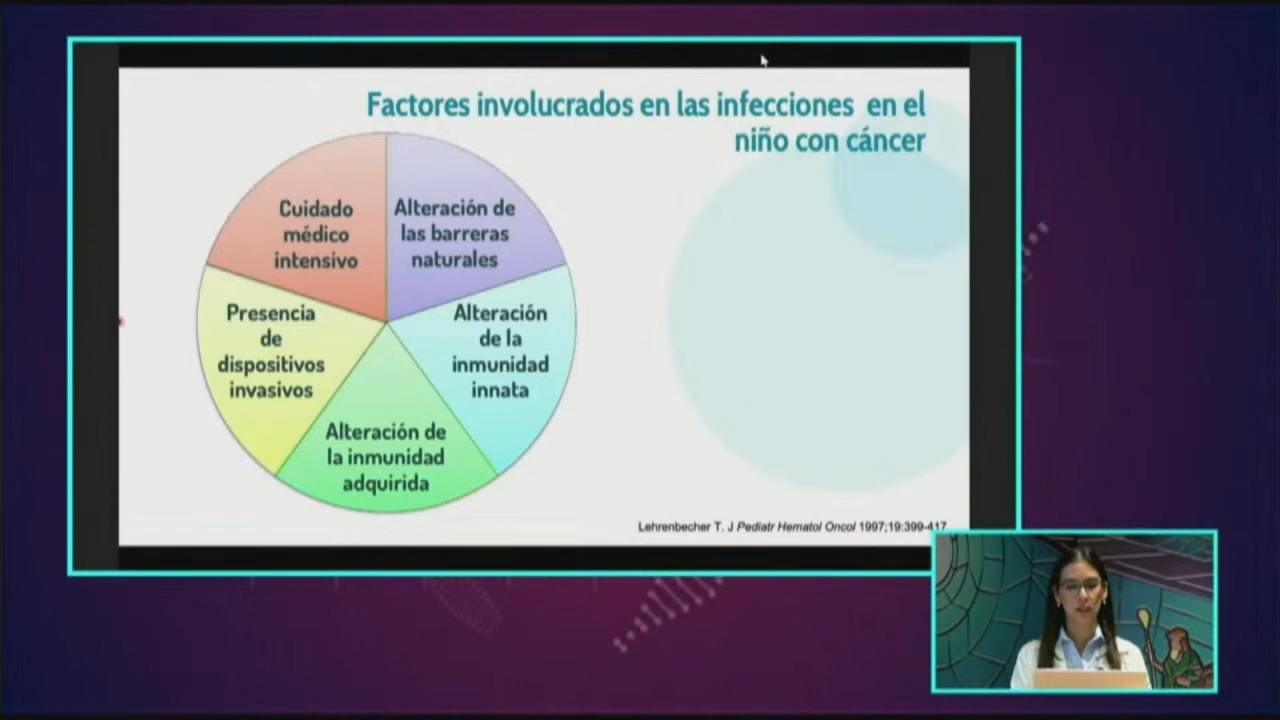 Factores involucrados en las infecciones en el
niño con cáncer
Cuidado
médico
intensivo
Alteración de
las barreras
naturales
Presencia
de
dispositivos
invasivos
Alteración
de la
inmunidad
innata
Alteración de
la inmunidad
adquirida
Lehrenbecher T. J Pediatr Hematol Oncol 1997;19:399-417